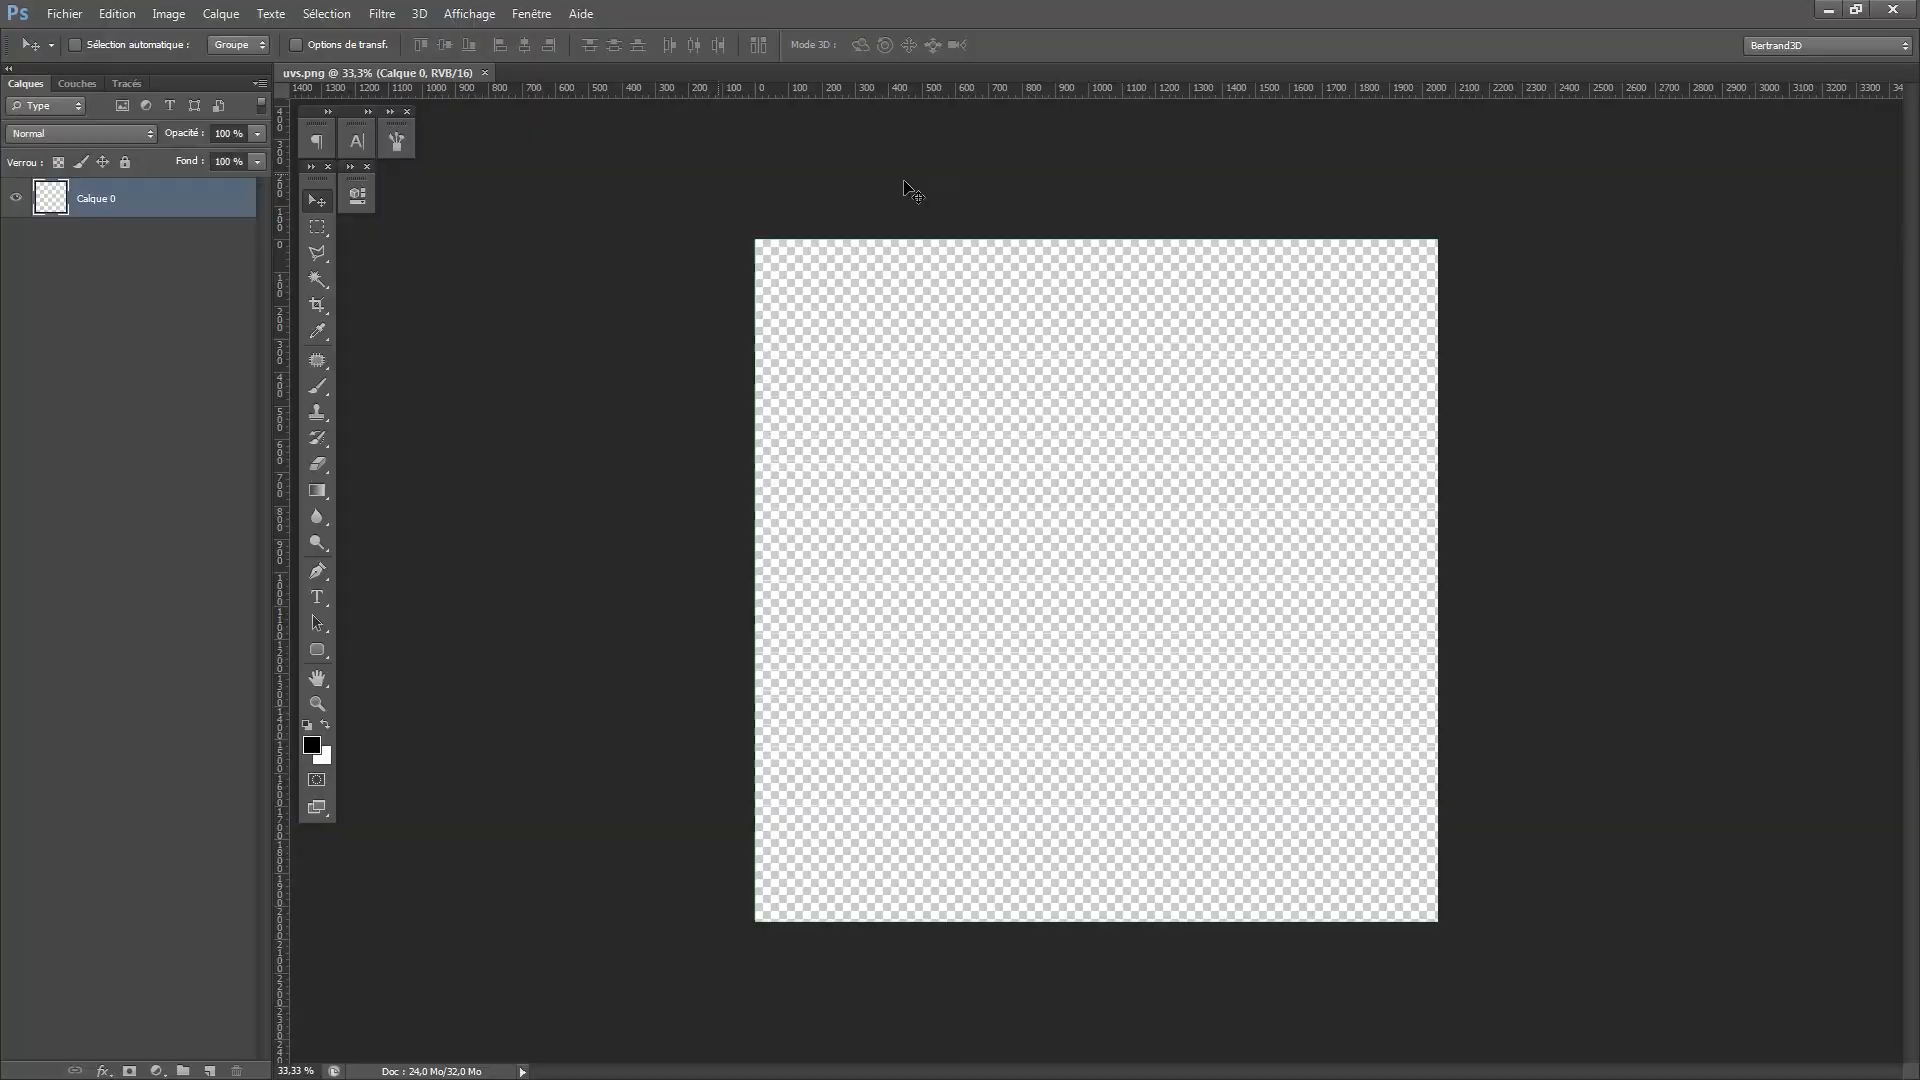 Ps Fichier Edition Image Calque Texte Sélection Filtre 3D Affichage Fenêtre Aide
Sélection automatique : Groupe Options de transf. Mode 3D : Bertrand3D
Calques Couches Tracés
uvs.png @ 33,3% (Calque 0, RVB/16)
1400 1300 1200 1100 1000 900 800 700 600 500 400 300 200 100 0 100 200 300 400 500 600 700 800 900 1000 1100 1200 1300 1400 1500 1600 1700 1800 1900 2000 2100 2200 2300 2400 2500 2600 2700 2800 2900 3000 3100 3200 3300
Type
Normal Opacité : 100 %
Verrou : Fond : 100 %
Calque 0
33,33 % Doc : 24,0 Mo/32,0 Mo